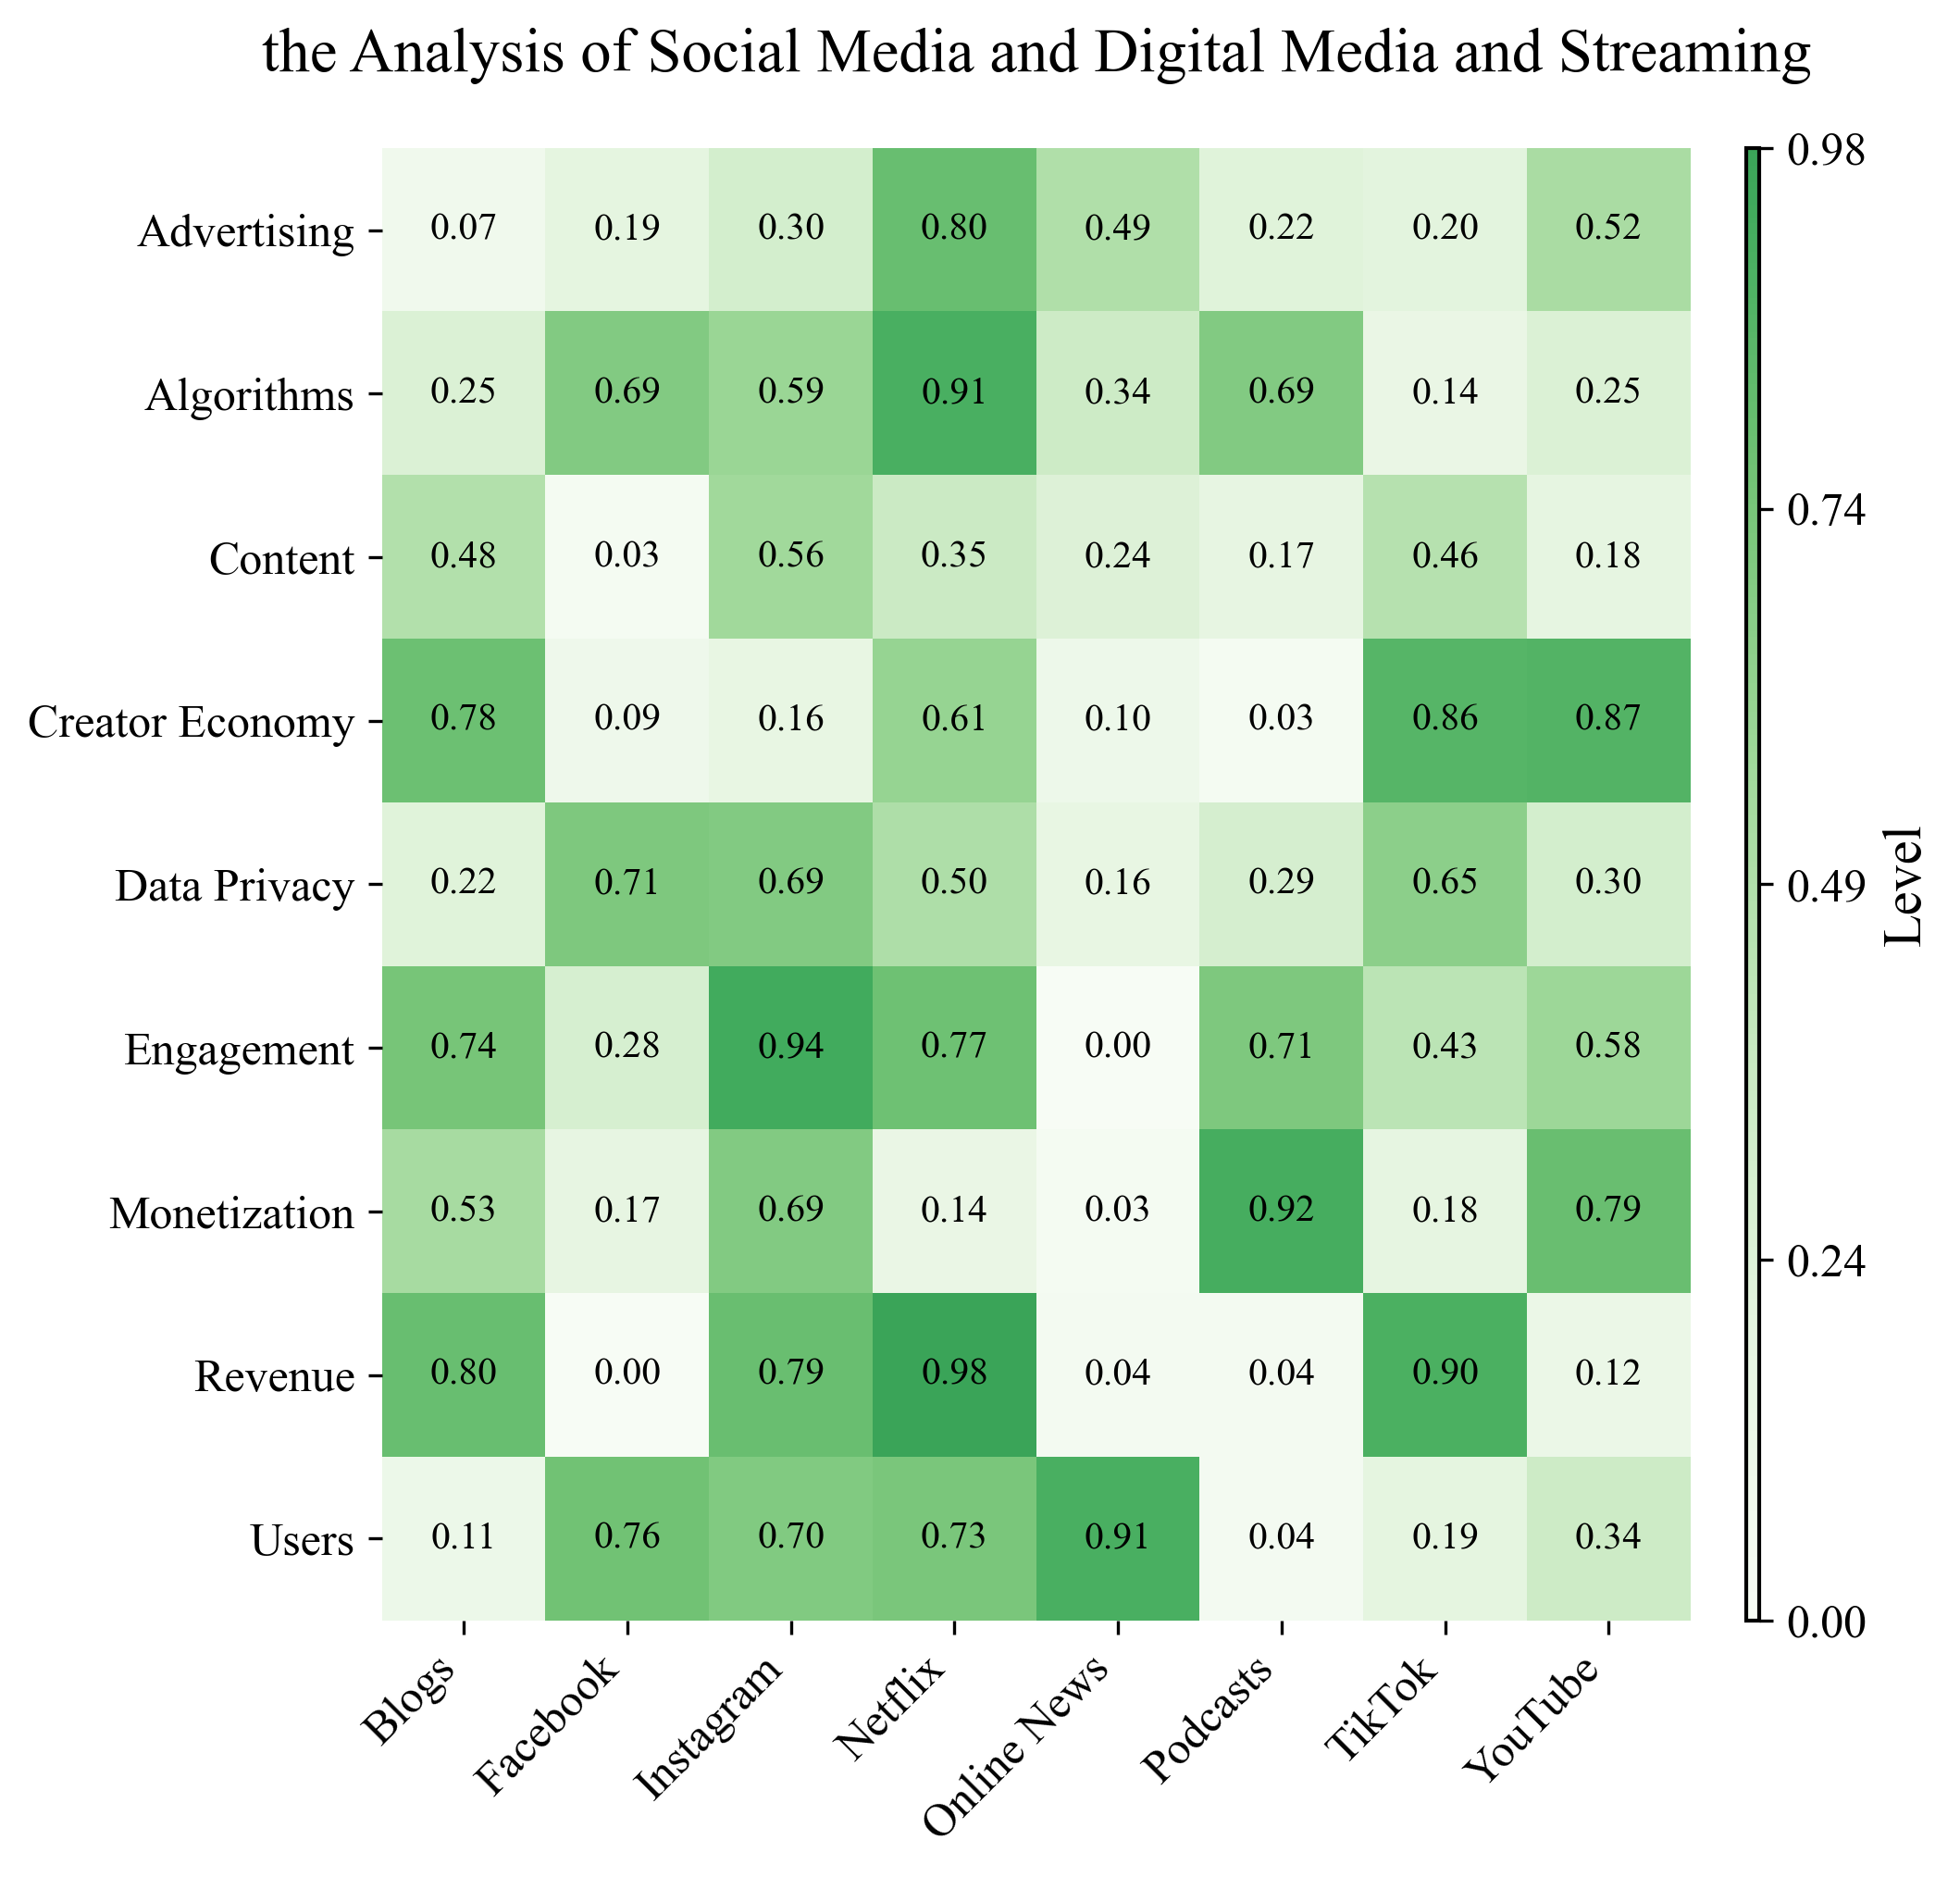 the Analysis of Social Media and Digital Media and Streaming
Advertising 0.07 0.19 0.30 0.80 0.49 0.22 0.20 0.52
Algorithms 0.25 0.69 0.59 0.91 0.34 0.69 0.14 0.25
Content 0.48 0.03 0.56 0.35 0.24 0.17 0.46 0.18
Creator Economy 0.78 0.09 0.16 0.61 0.10 0.03 0.86 0.87
Data Privacy 0.22 0.71 0.69 0.50 0.16 0.29 0.65 0.30
Engagement 0.74 0.28 0.94 0.77 0.00 0.71 0.43 0.58
Monetization 0.53 0.17 0.69 0.14 0.03 0.92 0.18 0.79
Revenue 0.80 0.00 0.79 0.98 0.04 0.04 0.90 0.12
Users 0.11 0.76 0.70 0.73 0.91 0.04 0.19 0.34
Blogs
Facebook
Instagram
Netflix
Online News
Podcasts
TikTok
YouTube
0.98
0.74
0.49
0.24
0.00
Level